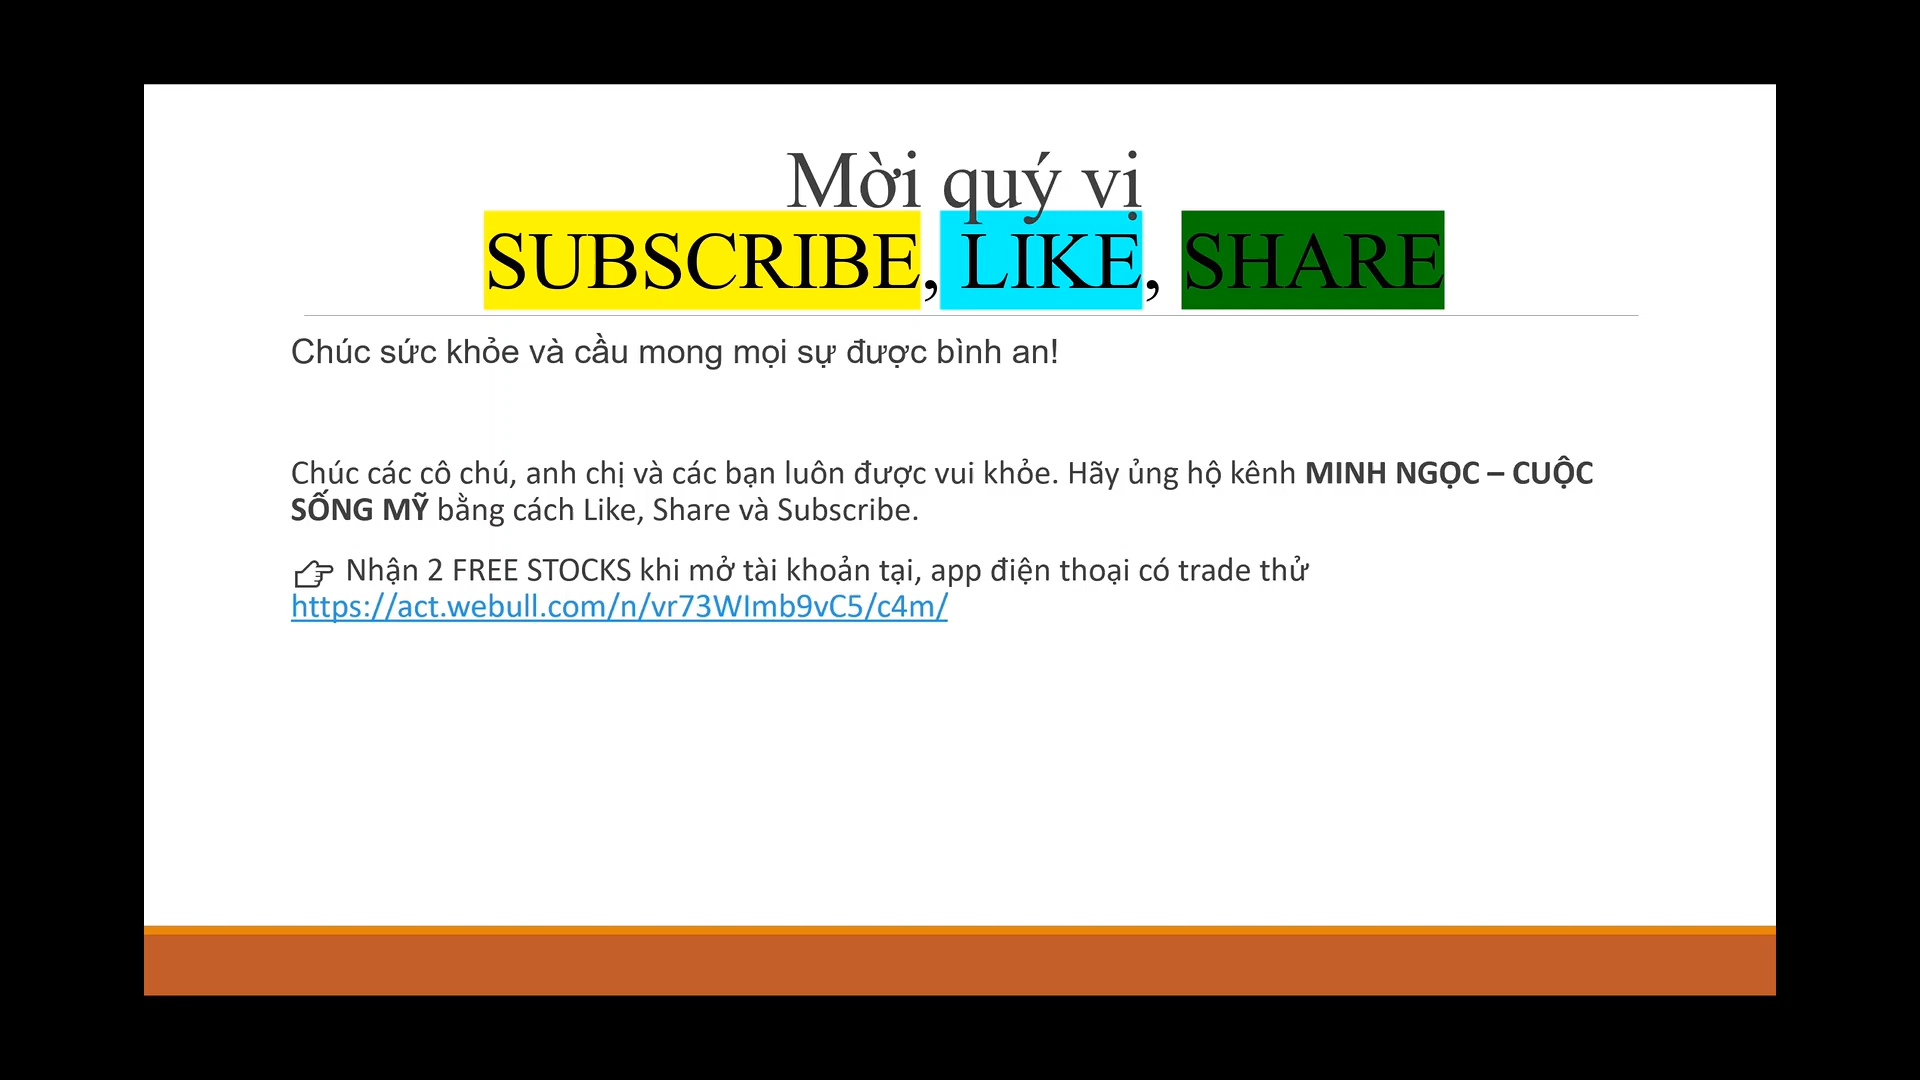 Mời quý vị
SUBSCRIBE, LIKE, SHARE
Chúc sức khỏe và cầu mong mọi sự được bình an!
Chúc các cô chú, anh chị và các bạn luôn được vui khỏe. Hãy ủng hộ kênh MINH NGỌC – CUỘC
SỐNG MỸ bằng cách Like, Share và Subscribe.
👉 Nhận 2 FREE STOCKS khi mở tài khoản tại, app điện thoại có trade thử
https://act.webull.com/n/vr73WImb9vC5/c4m/